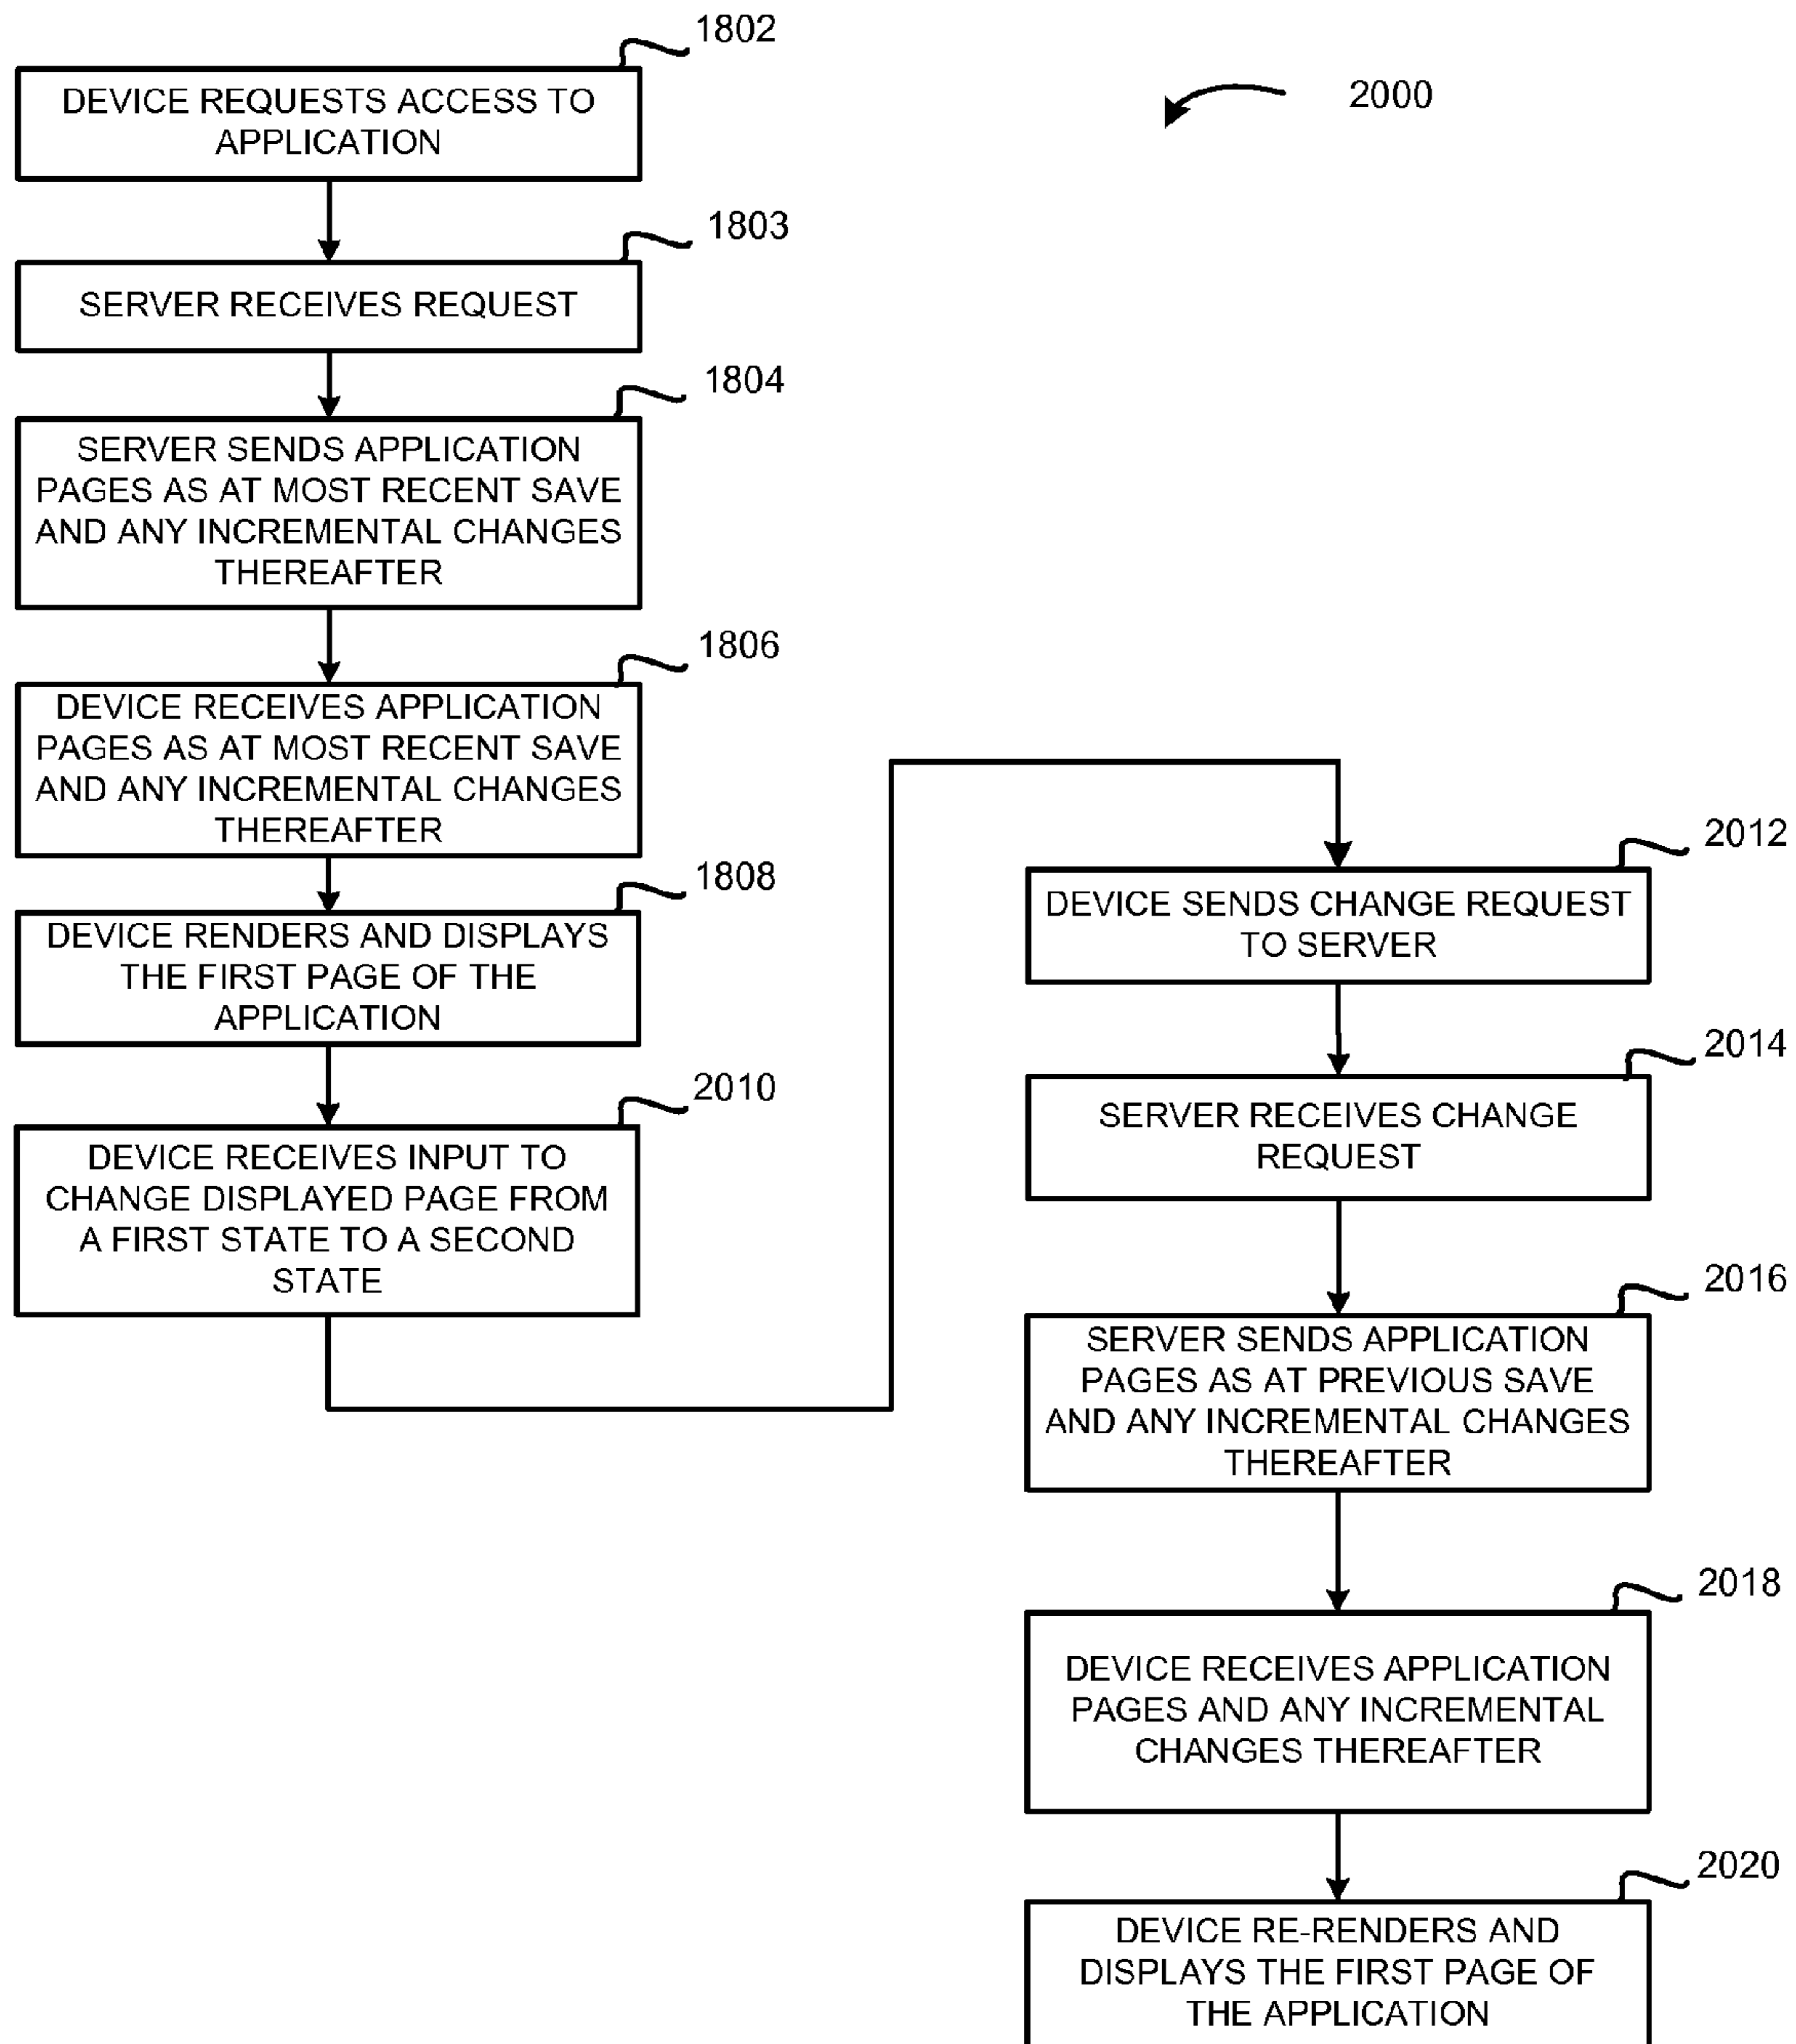 1802
DEVICE REQUESTS ACCESS TO
APPLICATION
2000
1803
SERVER RECEIVES REQUEST
1804
SERVER SENDS APPLICATION
PAGES AS AT MOST RECENT SAVE
AND ANY INCREMENTAL CHANGES
THEREAFTER
1806
DEVICE RECEIVES APPLICATION
PAGES AS AT MOST RECENT SAVE
AND ANY INCREMENTAL CHANGES
THEREAFTER
1808
DEVICE RENDERS AND DISPLAYS
THE FIRST PAGE OF THE
APPLICATION
2010
DEVICE RECEIVES INPUT TO
CHANGE DISPLAYED PAGE FROM
A FIRST STATE TO A SECOND
STATE
2012
DEVICE SENDS CHANGE REQUEST
TO SERVER
2014
SERVER RECEIVES CHANGE
REQUEST
2016
SERVER SENDS APPLICATION
PAGES AS AT PREVIOUS SAVE
AND ANY INCREMENTAL CHANGES
THEREAFTER
2018
DEVICE RECEIVES APPLICATION
PAGES AND ANY INCREMENTAL
CHANGES THEREAFTER
2020
DEVICE RE-RENDERS AND
DISPLAYS THE FIRST PAGE OF
THE APPLICATION